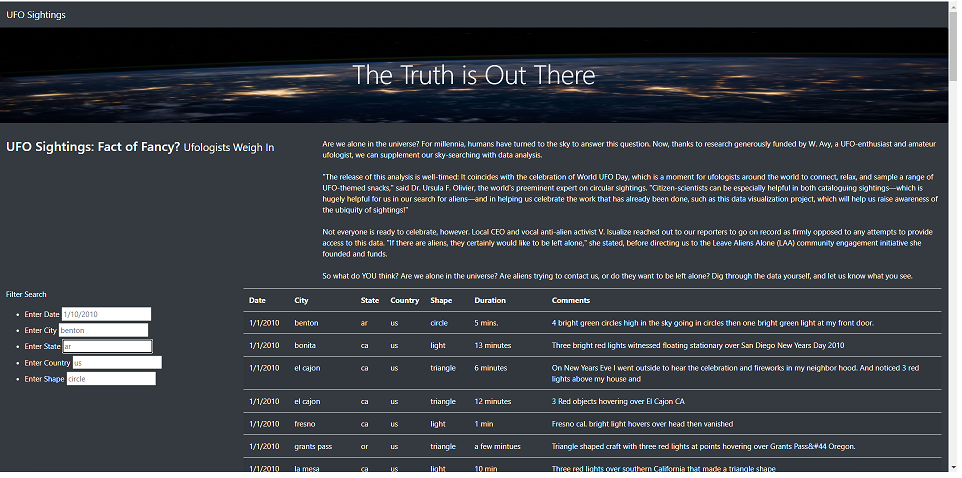 UFO Sightings
The Truth is Out There
UFO Sightings: Fact of Fancy? Ufologists Weigh In
Are we alone in the universe? For millennia, humans have turned to the sky to answer this question. Now, thanks to research generously funded by W. Avy, a UFO-enthusiast and amateur
ufologist, we can supplement our sky-searching with data analysis.
"The release of this analysis is well-timed: It coincides with the celebration of World UFO Day, which is a moment for ufologists around the world to connect, relax, and sample a range of
UFO-themed snacks," said Dr. Ursula F. Olivier, the world's preeminent expert on circular sightings. "Citizen-scientists can be especially helpful in both cataloguing sightings—which is
hugely helpful for us in our search for aliens—and in helping us celebrate the work that has already been done, such as this data visualization project, which will help us raise awareness of
the ubiquity of sightings!"
Not everyone is ready to celebrate, however. Local CEO and vocal anti-alien activist V. Isualize reached out to our reporters to go on record as firmly opposed to any attempts to provide
access to this data. "If there are aliens, they certainly would like to be left alone," she stated, before directing us to the Leave Aliens Alone (LAA) community engagement initiative she
founded and funds.
So what do YOU think? Are we alone in the universe? Are aliens trying to contact us, or do they want to be left alone? Dig through the data yourself, and let us know what you see.
Filter Search
Enter Date 1/10/2010
Enter City benton
Enter State ar
Enter Country us
Enter Shape circle
Date City State Country Shape Duration Comments
1/1/2010 benton ar us circle 5 mins. 4 bright green circles high in the sky going in circles then one bright green light at my front door.
1/1/2010 bonita ca us light 13 minutes Three bright red lights witnessed floating stationary over San Diego New Years Day 2010
1/1/2010 el cajon ca us triangle 6 minutes On New Years Eve I went outside to hear the celebration and fireworks in my neighbor hood. And noticed 3 red
lights above my house and
1/1/2010 el cajon ca us triangle 12 minutes 3 Red objects hovering over El Cajon CA
1/1/2010 fresno ca us light 1 min Fresno cal. bright light hovers over head then vanished
1/1/2010 grants pass or us triangle a few mintues Triangle shaped craft with three red lights at points hovering over Grants Pass&#44 Oregon.
1/1/2010 la mesa ca us light 10 min Three red lights over southern California that made a triangle shape